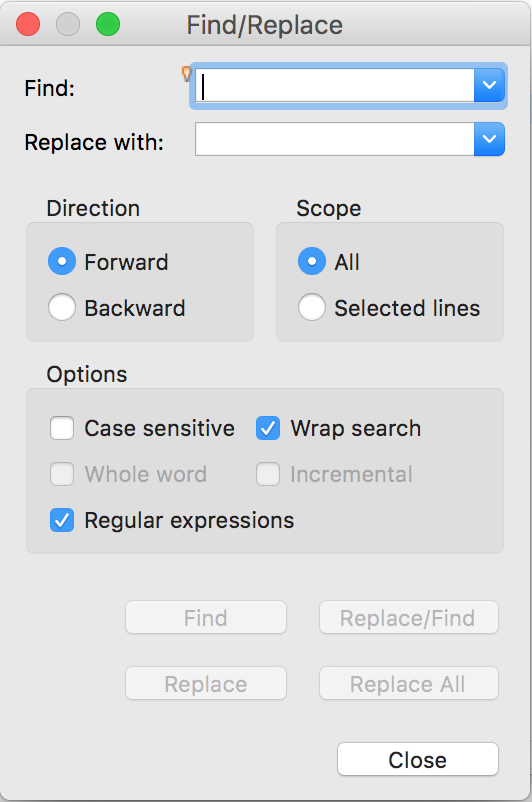 Find/Replace
Find:
Replace with:
Direction
Forward
Backward
Scope
All
Selected lines
Options
Case sensitive
Wrap search
Whole word
Incremental
Regular expressions
Find
Replace/Find
Replace
Replace All
Close